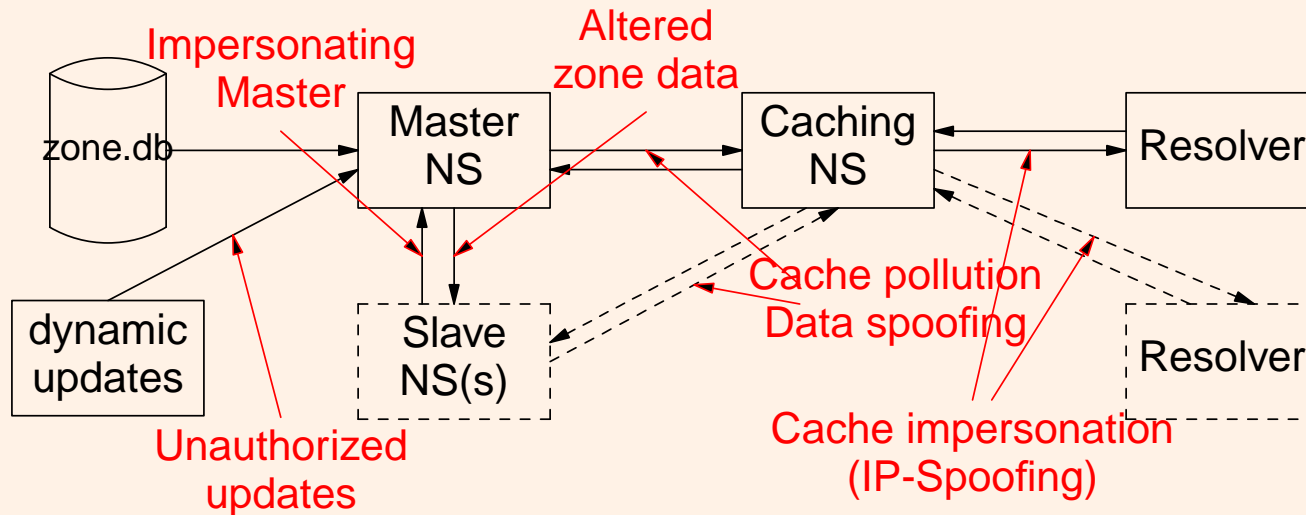 Impersonating
Master
Altered
zone data
zone.db
Master
NS
Caching
NS
Resolver
dynamic
updates
Slave
NS(s)
Cache pollution
Data spoofing
Resolver
Unauthorized
updates
Cache impersonation
(IP-Spoofing)